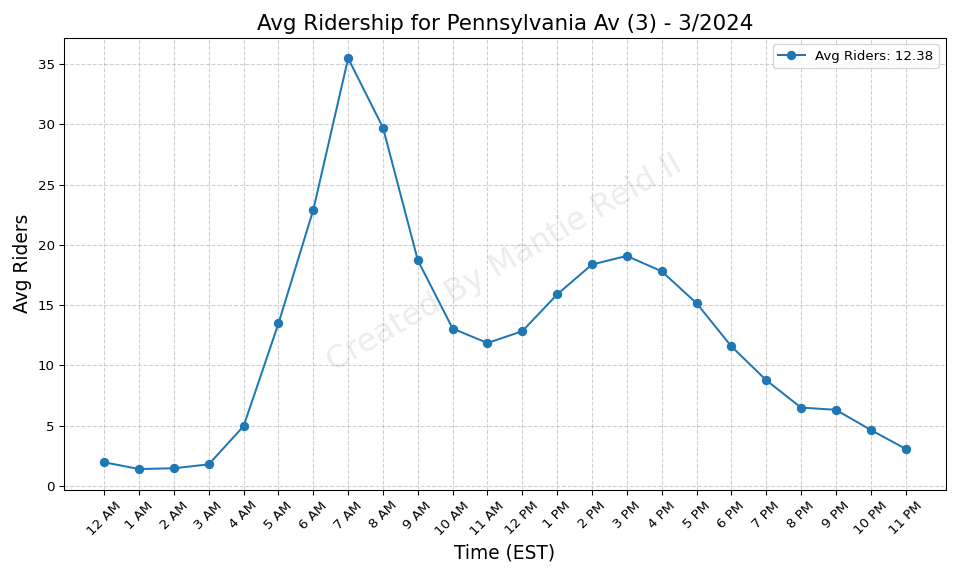 Avg Ridership for Pennsylvania Av (3) - 3/2024
Avg Riders: 12.38
35
30
25
20
15
10
5
0
Avg Riders
Created By Mantie Reid II
12 AM
1 AM
2 AM
3 AM
4 AM
5 AM
6 AM
7 AM
8 AM
9 AM
10 AM
11 AM
12 PM
1 PM
2 PM
3 PM
4 PM
5 PM
6 PM
7 PM
8 PM
9 PM
10 PM
11 PM
Time (EST)